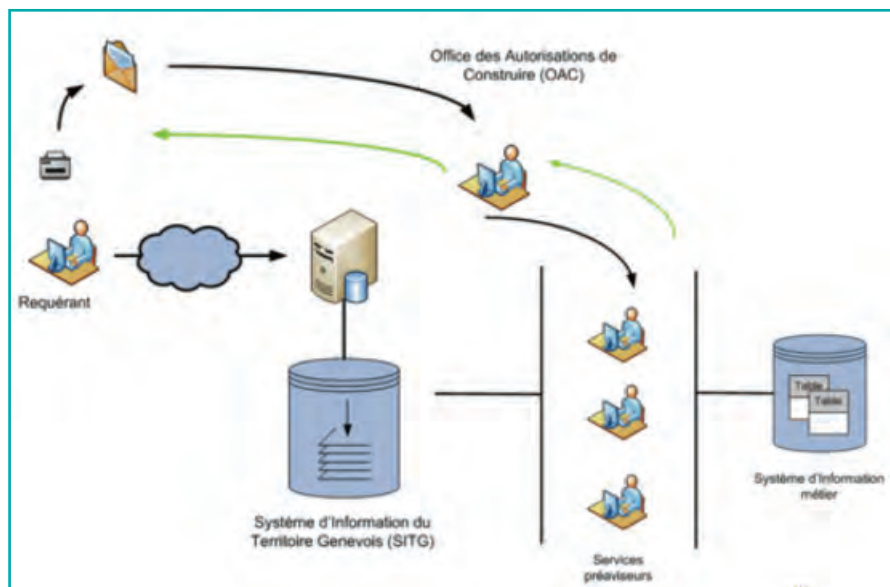 Office des Autorisations de
Construire (OAC)
Requérant
Table
Table
Système d'Information du
Territoire Genevois (SITG)
Services
préaviseurs
Système d'Information
métier